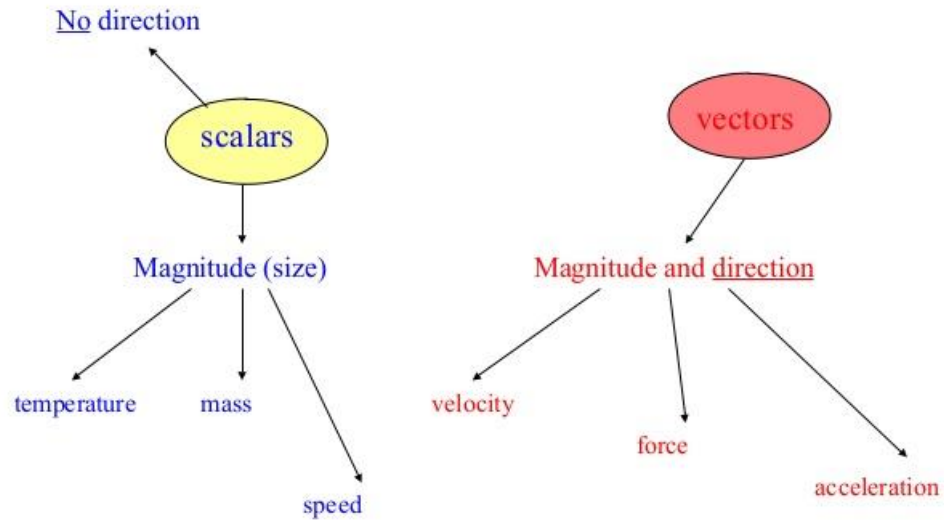 No direction
scalars
vectors
Magnitude (size)
Magnitude and direction
temperature
mass
velocity
force
speed
acceleration